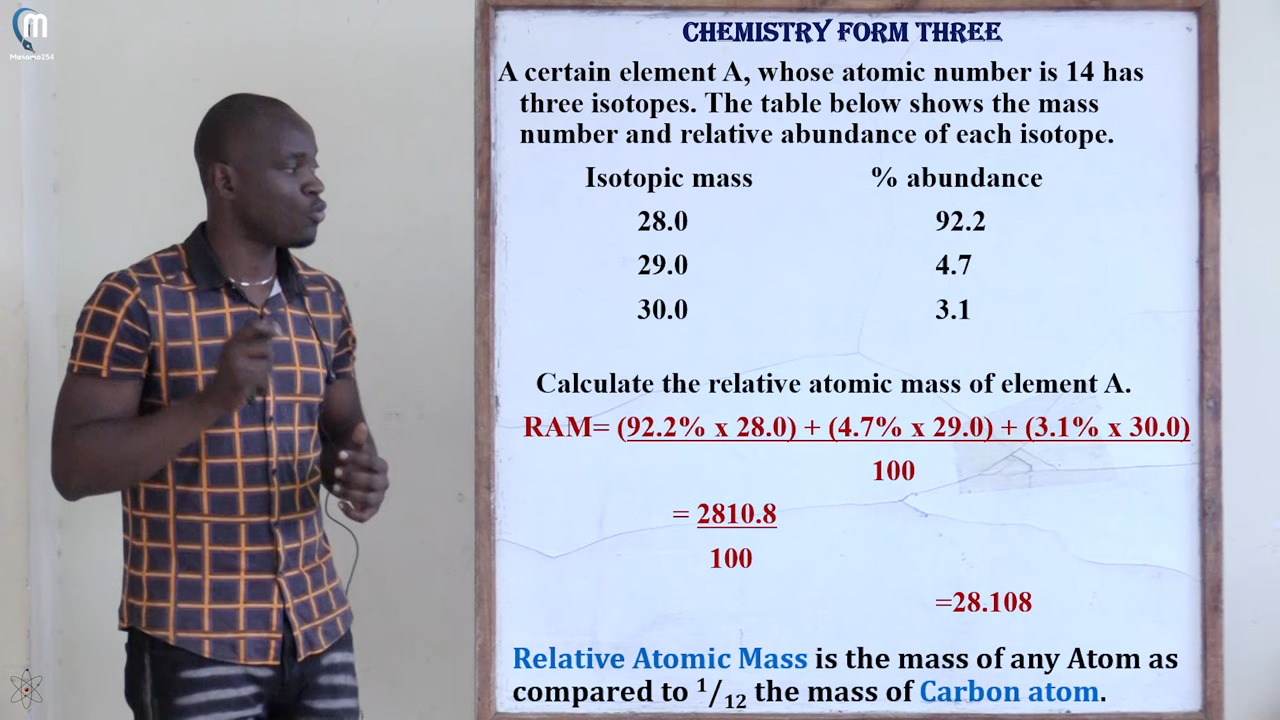 m
Masomo254
CHEMISTRY FORM THREE
A certain element A, whose atomic number is 14 has
three isotopes. The table below shows the mass
number and relative abundance of each isotope.
Isotopic mass % abundance
28.0 92.2
29.0 4.7
30.0 3.1
Calculate the relative atomic mass of element A.
RAM= (92.2% x 28.0) + (4.7% x 29.0) + (3.1% x 30.0)
100
= 2810.8
100
=28.108
Relative Atomic Mass is the mass of any Atom as
compared to 1/12 the mass of Carbon atom.